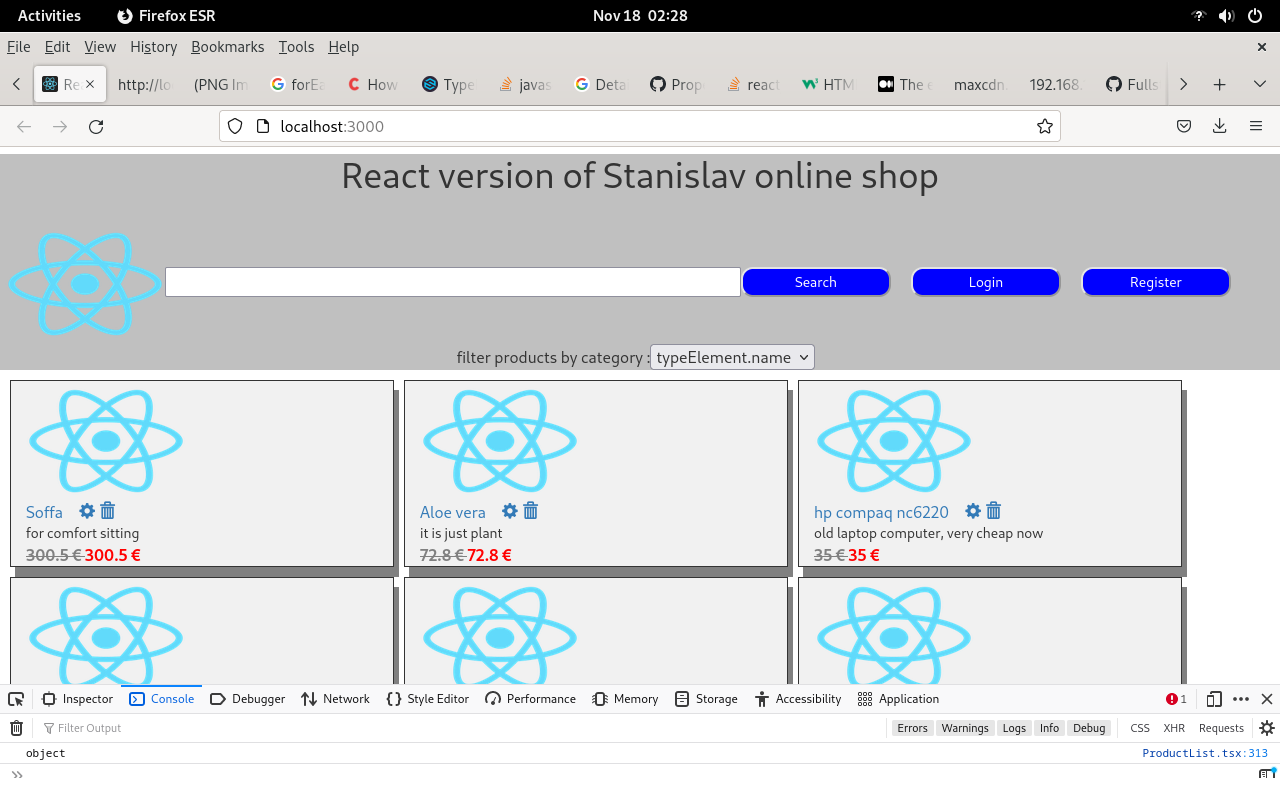 Activities Firefox ESR Nov 18 02:28
File Edit View History Bookmarks Tools Help
Re http://lo (PNG Im forEa How Type javas Deta Prop react HTM The e maxcdn. 192.168. Fulls
localhost:3000
React version of Stanislav online shop
Search Login Register
filter products by category : typeElement.name
Soffa Aloe vera hp compaq nc6220
for comfort sitting it is just plant old laptop computer, very cheap now
300.5 € 300.5 € 72.8 € 72.8 € 35 € 35 €
Inspector Console Debugger Network Style Editor Performance Memory Storage Accessibility Application 1
Filter Output Errors Warnings Logs Info Debug CSS XHR Requests
object ProductList.tsx:313